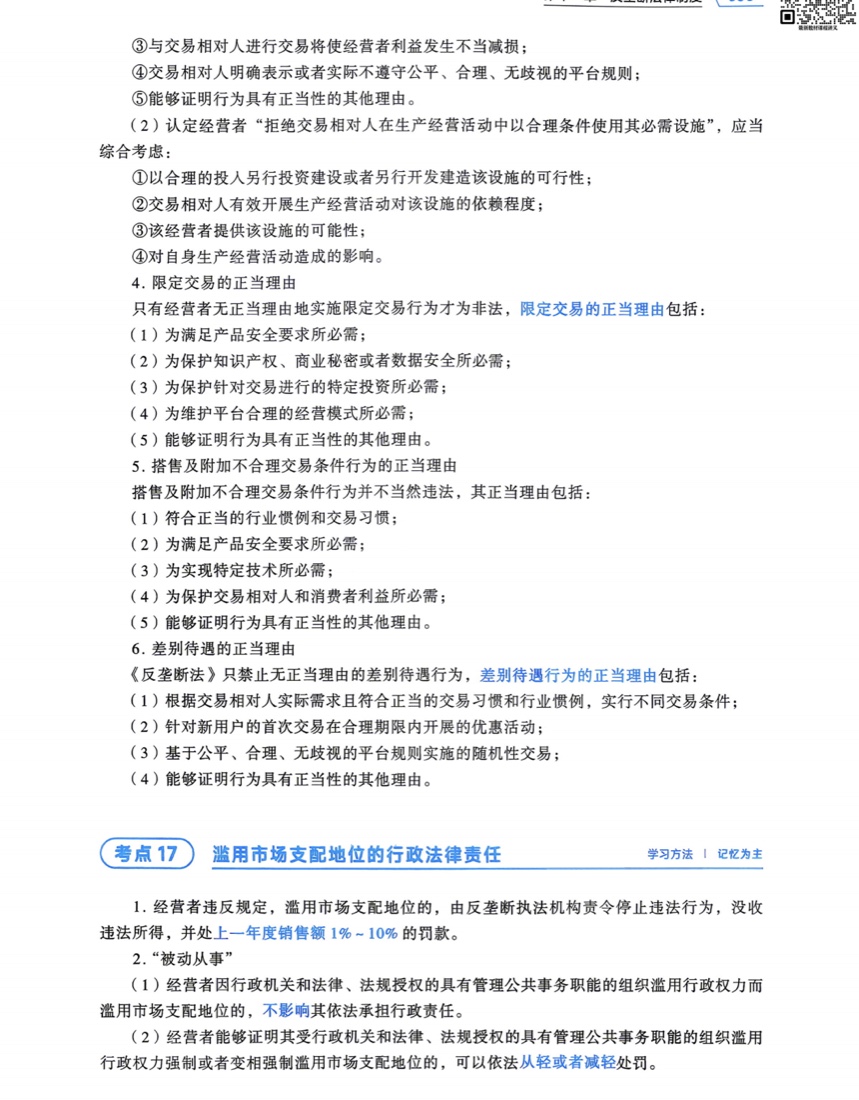 ③与交易相对人进行交易将使经营者利益发生不当减损；
④交易相对人明确表示或者实际不遵守公平、合理、无歧视的平台规则；
⑤能够证明行为具有正当性的其他理由。
（2）认定经营者“拒绝交易相对人在生产经营活动中以合理条件使用其必需设施”，应当
综合考虑：
①以合理的投入另行投资建设或者另行开发建造该设施的可行性；
②交易相对人有效开展生产经营活动对该设施的依赖程度；
③该经营者提供该设施的可能性；
④对自身生产经营活动造成的影响。
4. 限定交易的正当理由
只有经营者无正当理由地实施限定交易行为才为非法，限定交易的正当理由包括：
（1）为满足产品安全要求所必需；
（2）为保护知识产权、商业秘密或者数据安全所必需；
（3）为保护针对交易进行的特定投资所必需；
（4）为维护平台合理的经营模式所必需；
（5）能够证明行为具有正当性的其他理由。
5. 搭售及附加不合理交易条件行为的正当理由
搭售及附加不合理交易条件行为并不当然违法，其正当理由包括：
（1）符合正当的行业惯例和交易习惯；
（2）为满足产品安全要求所必需；
（3）为实现特定技术所必需；
（4）为保护交易相对人和消费者利益所必需；
（5）能够证明行为具有正当性的其他理由。
6. 差别待遇的正当理由
《反垄断法》只禁止无正当理由的差别待遇行为，差别待遇行为的正当理由包括：
（1）根据交易相对人实际需求且符合正当的交易习惯和行业惯例，实行不同交易条件；
（2）针对新用户的首次交易在合理期限内开展的优惠活动；
（3）基于公平、合理、无歧视的平台规则实施的随机性交易；
（4）能够证明行为具有正当性的其他理由。
考点 17 滥用市场支配地位的行政法律责任 学习方法 | 记忆为主
1. 经营者违反规定，滥用市场支配地位的，由反垄断执法机构责令停止违法行为，没收
违法所得，并处上一年度销售额 1% ~ 10% 的罚款。
2. “被动从事”
（1）经营者因行政机关和法律、法规授权的具有管理公共事务职能的组织滥用行政权力而
滥用市场支配地位的，不影响其依法承担行政责任。
（2）经营者能够证明其受行政机关和法律、法规授权的具有管理公共事务职能的组织滥用
行政权力强制或者变相强制滥用市场支配地位的，可以依法从轻或者减轻处罚。